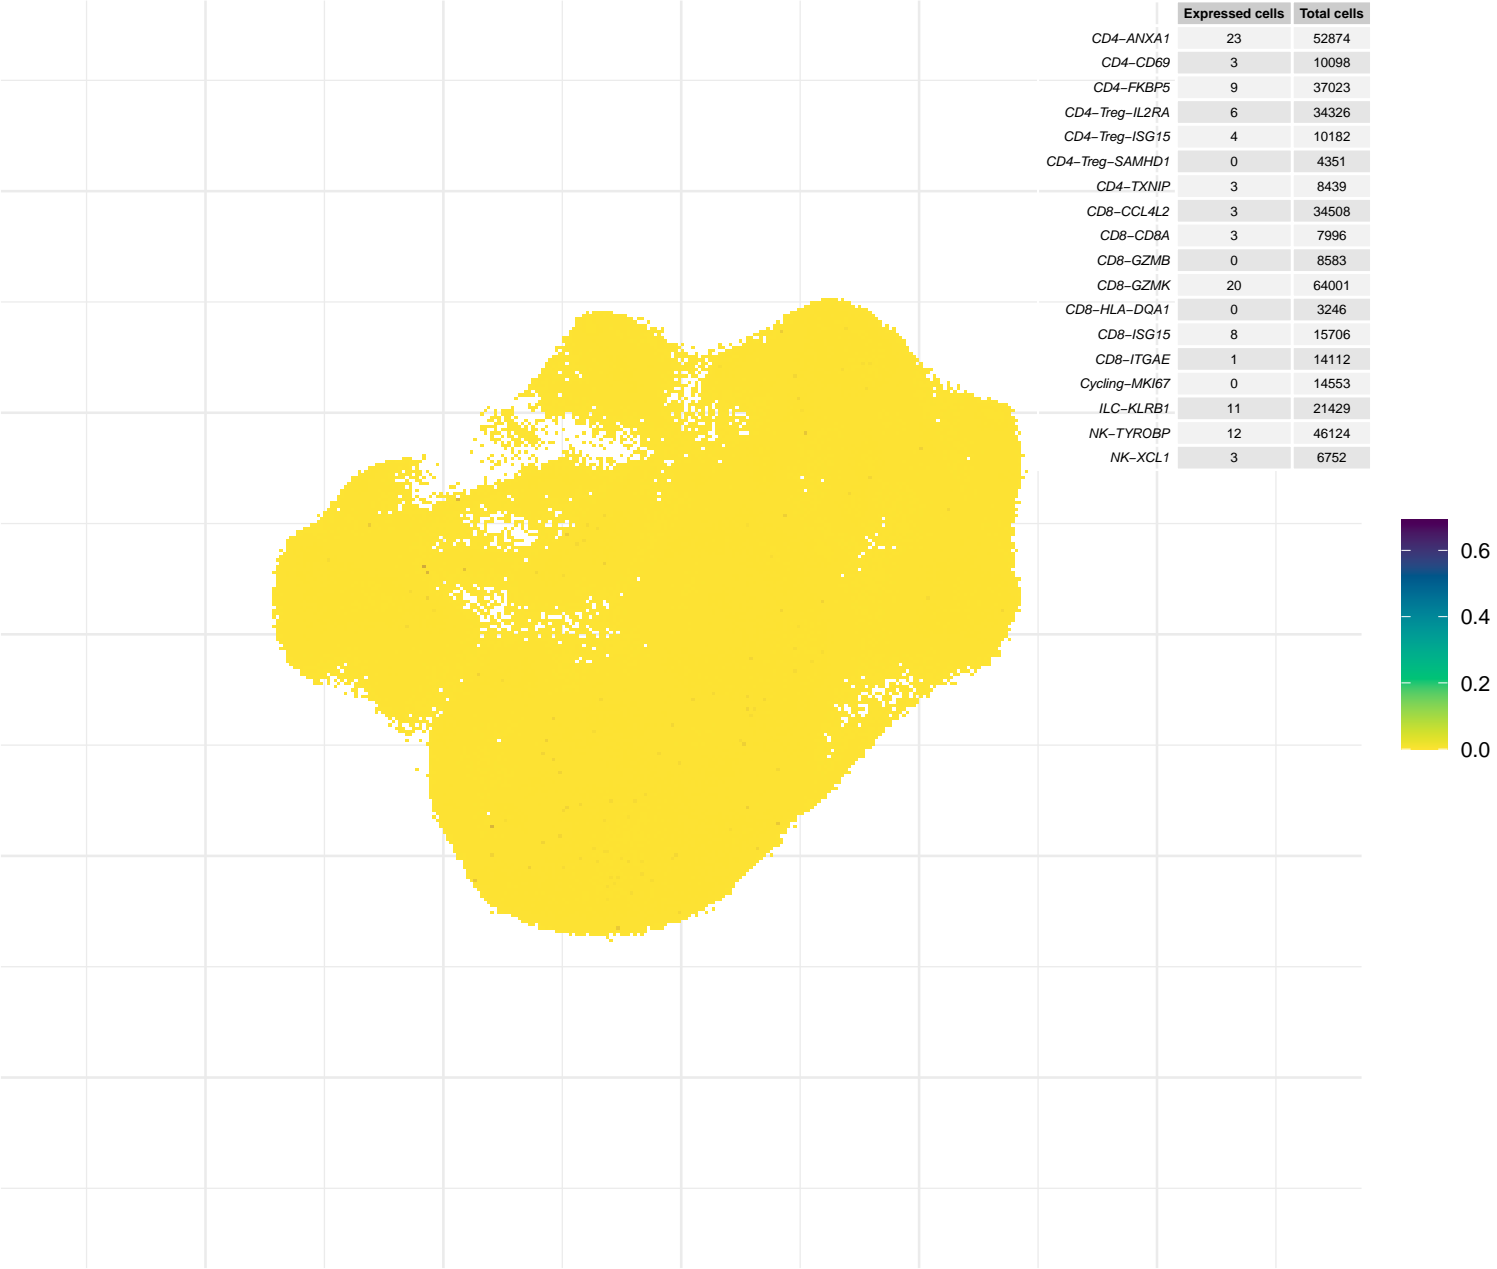 Expressed cells Total cells
CD4−ANXA1 23 52874
CD4−CD69 3 10098
CD4−FKBP5 9 37023
CD4−Treg−IL2RA 6 34326
CD4−Treg−ISG15 4 10182
CD4−Treg−SAMHD1 0 4351
CD4−TXNIP 3 8439
CD8−CCL4L2 3 34508
CD8−CD8A 3 7996
CD8−GZMB 0 8583
CD8−GZMK 20 64001
CD8−HLA−DQA1 0 3246
CD8−ISG15 8 15706
CD8−ITGAE 1 14112
Cycling−MKI67 0 14553
ILC−KLRB1 11 21429
NK−TYROBP 12 46124
NK−XCL1 3 6752
0.6
0.4
0.2
0.0